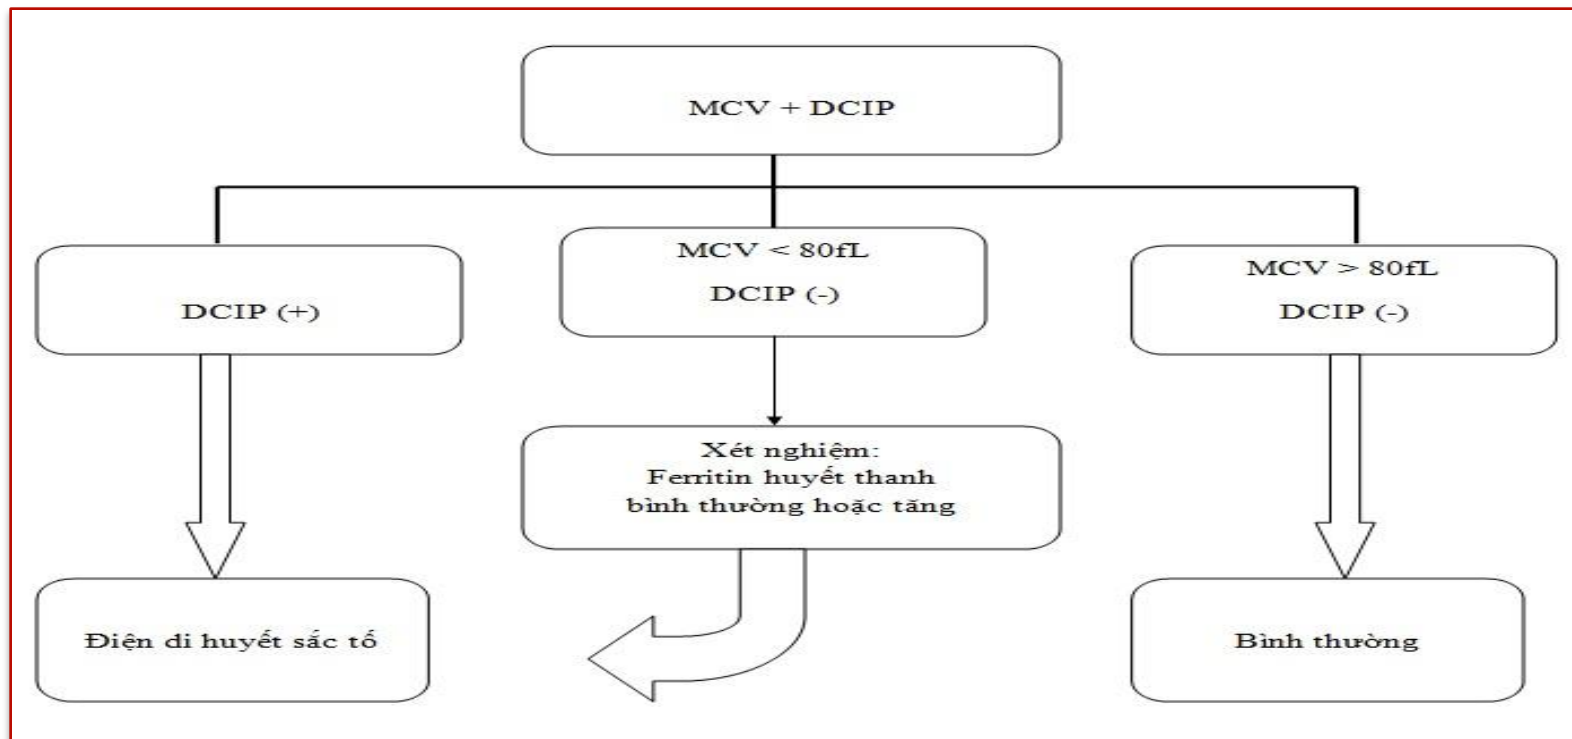 MCV + DCIP
DCIP (+)
MCV < 80fL
DCIP (-)
MCV > 80fL
DCIP (-)
Xét nghiệm:
Ferritin huyết thanh
bình thường hoặc tăng
Điện di huyết sắc tố
Bình thường